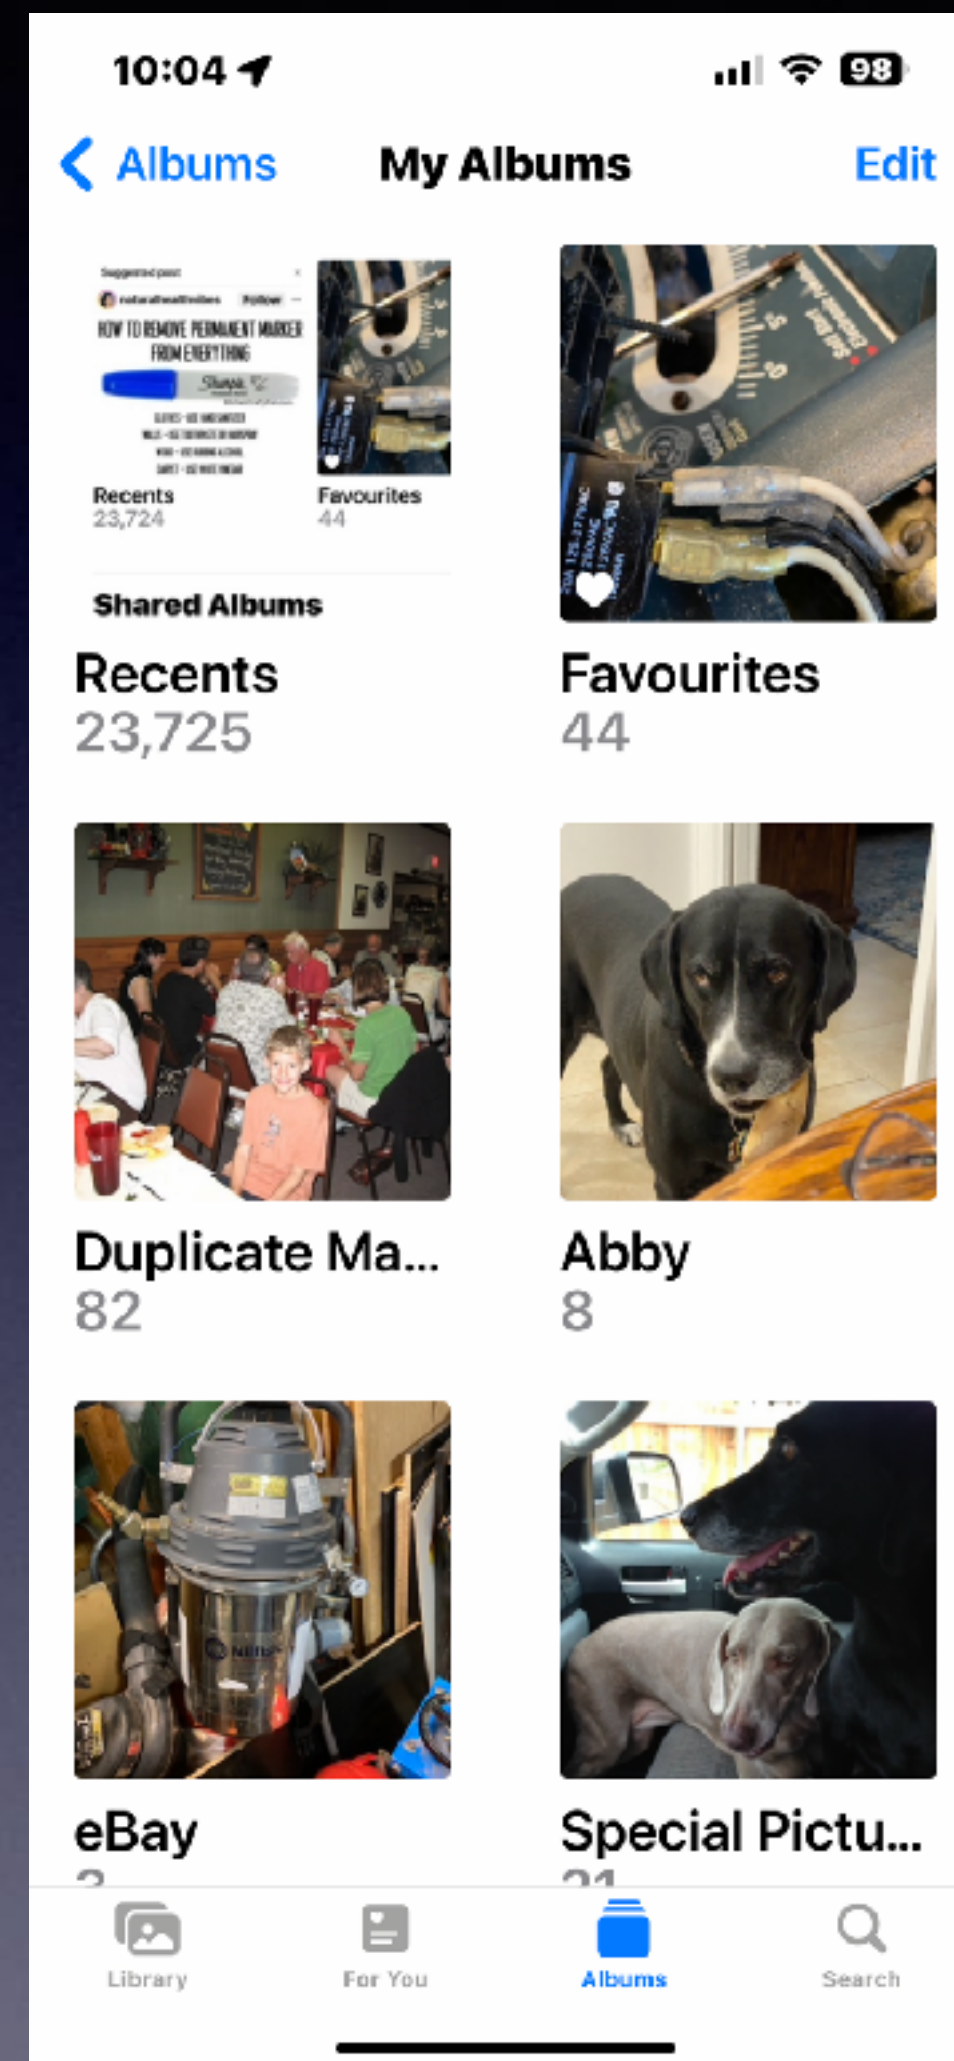 10:04
98
Albums
My Albums
Edit
Suggested post
naturalhealthvibes Follow
HOW TO REMOVE PERMANENT MARKER
FROM EVERYTHING
Sharpie
Recents
23,724
Favourites
44
Shared Albums
Recents
23,725
Favourites
44
Duplicate Ma...
82
Abby
8
eBay
Special Pictu...
Library
For You
Albums
Search